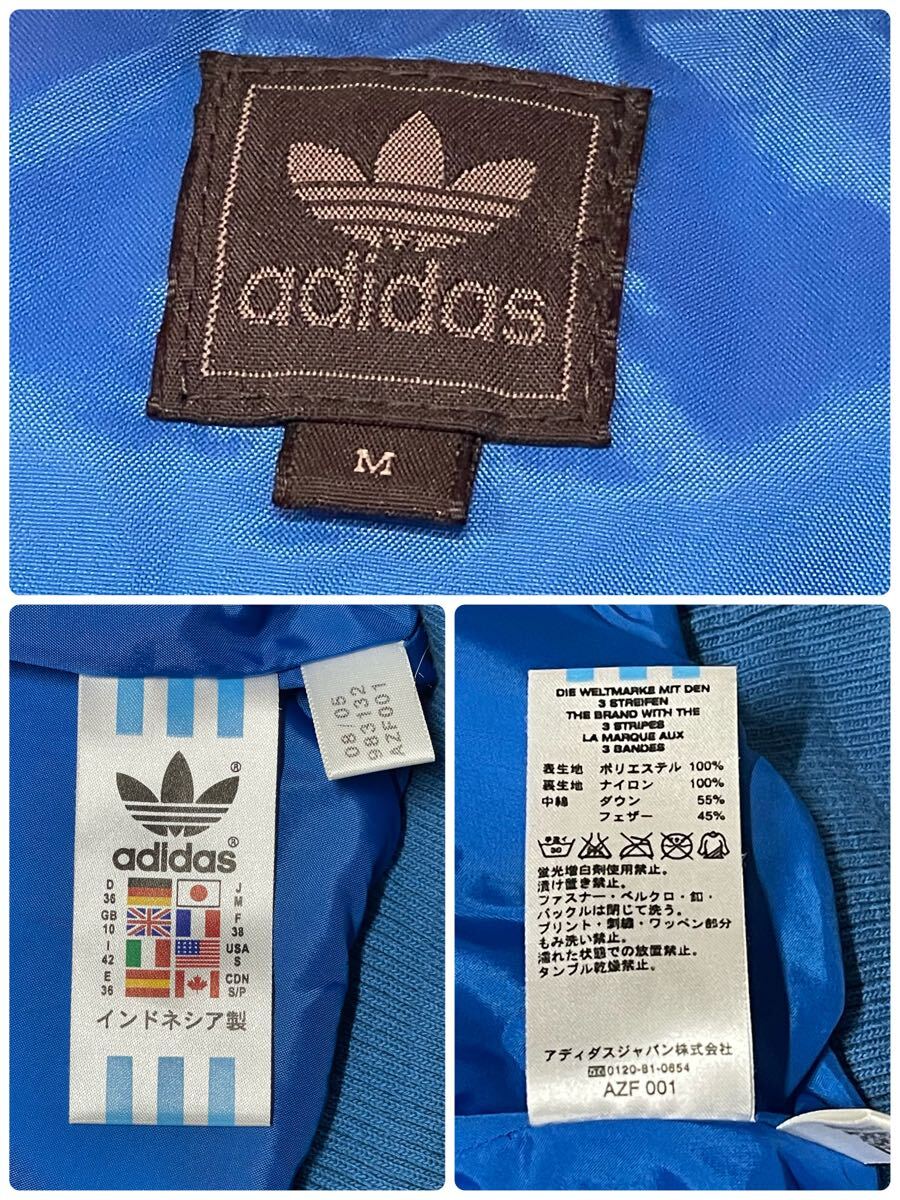 adidas
M
08/05
983132
AZF001
®
adidas®
D 36
J M
GB 10
F 38
I 42
USA S
E 36
CDN S/P
インドネシア製
DIE WELTMARKE MIT DEN
3 STREIFEN
THE BRAND WITH THE
3 STRIPES
LA MARQUE AUX
3 BANDES
表生地 ポリエステル 100%
裏生地 ナイロン 100%
中綿 ダウン 55%
フェザー 45%
手洗イ 30
蛍光増白剤使用禁止。
漬け置き禁止。
ファスナー・ベルクロ・釦・
バックルは閉じて洗う。
プリント・刺繍・ワッペン部分
もみ洗い禁止。
濡れた状態での放置禁止。
タンブル乾燥禁止。
アディダスジャパン株式会社
0120-81-0654
AZF 001